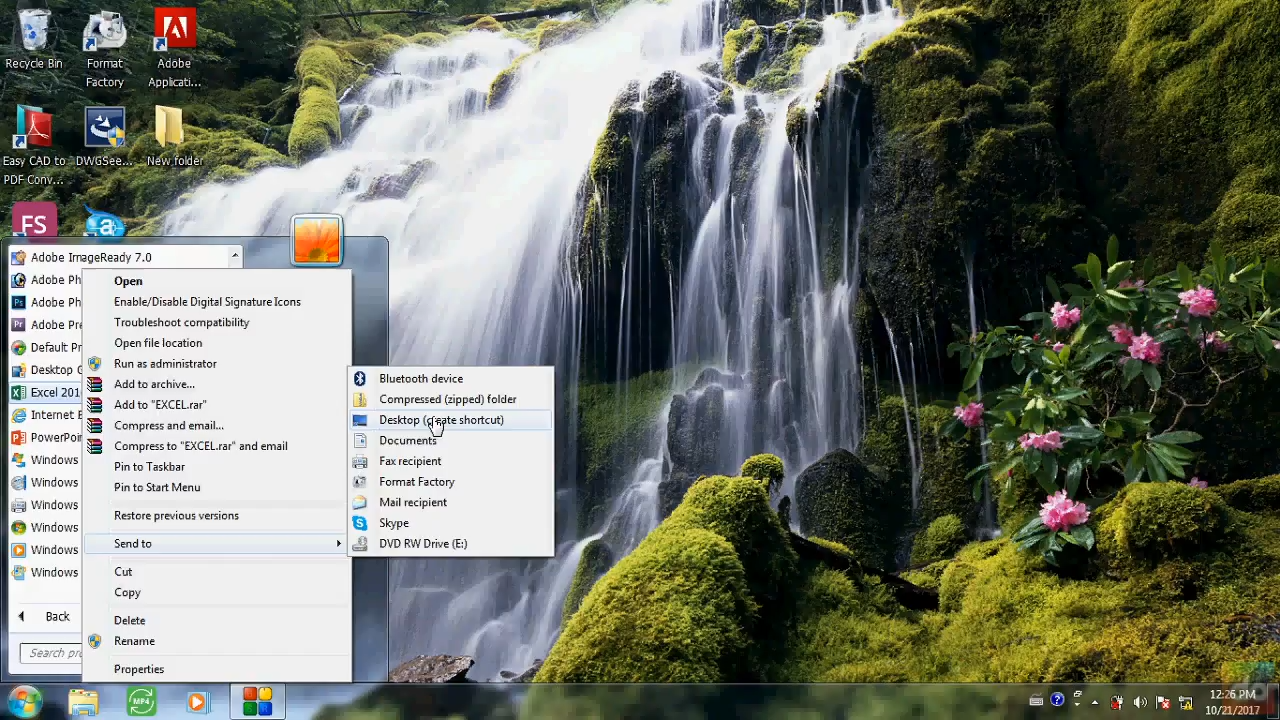 Recycle Bin
Format
Factory
Adobe
Applicati...
Easy CAD to
PDF Conv...
DWGSee...
New folder
FS
a
Adobe ImageReady 7.0
Adobe Ph
Adobe Ph
Adobe Pre
Default Pr
Desktop G
Excel 201
Internet E
PowerPoin
Windows
Windows
Windows
Windows
Windows
Windows
Back
Search pro
Open
Enable/Disable Digital Signature Icons
Troubleshoot compatibility
Open file location
Run as administrator
Add to archive...
Add to "EXCEL.rar"
Compress and email...
Compress to "EXCEL.rar" and email
Pin to Taskbar
Pin to Start Menu
Restore previous versions
Send to
Cut
Copy
Delete
Rename
Properties
Bluetooth device
Compressed (zipped) folder
Desktop (create shortcut)
Documents
Fax recipient
Format Factory
Mail recipient
Skype
DVD RW Drive (E:)
MP4
12:26 PM
10/21/2017